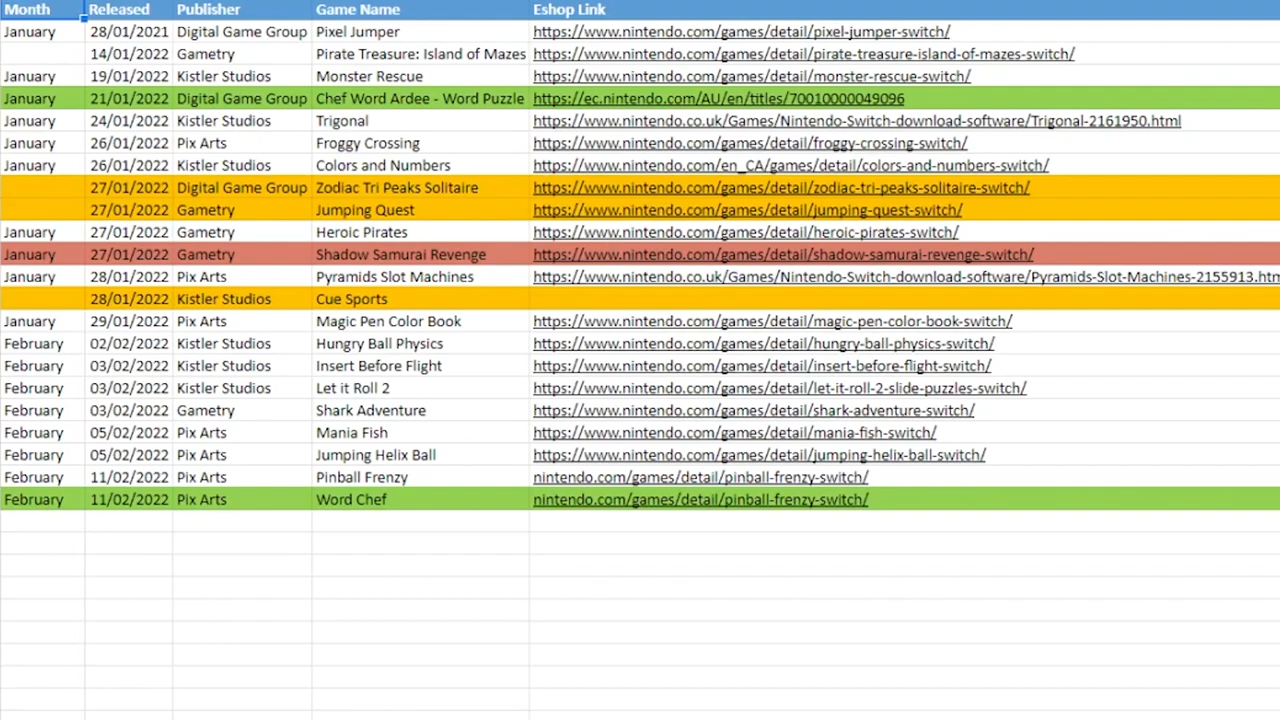 Month Released Publisher Game Name Eshop Link
January 28/01/2021 Digital Game Group Pixel Jumper https://www.nintendo.com/games/detail/pixel-jumper-switch/
14/01/2022 Gametry Pirate Treasure: Island of Mazes https://www.nintendo.com/games/detail/pirate-treasure-island-of-mazes-switch/
January 19/01/2022 Kistler Studios Monster Rescue https://www.nintendo.com/games/detail/monster-rescue-switch/
January 21/01/2022 Digital Game Group Chef Word Ardee - Word Puzzle https://ec.nintendo.com/AU/en/titles/70010000049096
January 24/01/2022 Kistler Studios Trigonal https://www.nintendo.co.uk/Games/Nintendo-Switch-download-software/Trigonal-2161950.html
January 26/01/2022 Pix Arts Froggy Crossing https://www.nintendo.com/games/detail/froggy-crossing-switch/
January 26/01/2022 Kistler Studios Colors and Numbers https://www.nintendo.com/en_CA/games/detail/colors-and-numbers-switch/
27/01/2022 Digital Game Group Zodiac Tri Peaks Solitaire https://www.nintendo.com/games/detail/zodiac-tri-peaks-solitaire-switch/
27/01/2022 Gametry Jumping Quest https://www.nintendo.com/games/detail/jumping-quest-switch/
January 27/01/2022 Gametry Heroic Pirates https://www.nintendo.com/games/detail/heroic-pirates-switch/
January 27/01/2022 Gametry Shadow Samurai Revenge https://www.nintendo.com/games/detail/shadow-samurai-revenge-switch/
January 28/01/2022 Pix Arts Pyramids Slot Machines https://www.nintendo.co.uk/Games/Nintendo-Switch-download-software/Pyramids-Slot-Machines-2155913.htm
28/01/2022 Kistler Studios Cue Sports
January 29/01/2022 Pix Arts Magic Pen Color Book https://www.nintendo.com/games/detail/magic-pen-color-book-switch/
February 02/02/2022 Kistler Studios Hungry Ball Physics https://www.nintendo.com/games/detail/hungry-ball-physics-switch/
February 03/02/2022 Kistler Studios Insert Before Flight https://www.nintendo.com/games/detail/insert-before-flight-switch/
February 03/02/2022 Kistler Studios Let it Roll 2 https://www.nintendo.com/games/detail/let-it-roll-2-slide-puzzles-switch/
February 03/02/2022 Gametry Shark Adventure https://www.nintendo.com/games/detail/shark-adventure-switch/
February 05/02/2022 Pix Arts Mania Fish https://www.nintendo.com/games/detail/mania-fish-switch/
February 05/02/2022 Pix Arts Jumping Helix Ball https://www.nintendo.com/games/detail/jumping-helix-ball-switch/
February 11/02/2022 Pix Arts Pinball Frenzy nintendo.com/games/detail/pinball-frenzy-switch/
February 11/02/2022 Pix Arts Word Chef nintendo.com/games/detail/pinball-frenzy-switch/